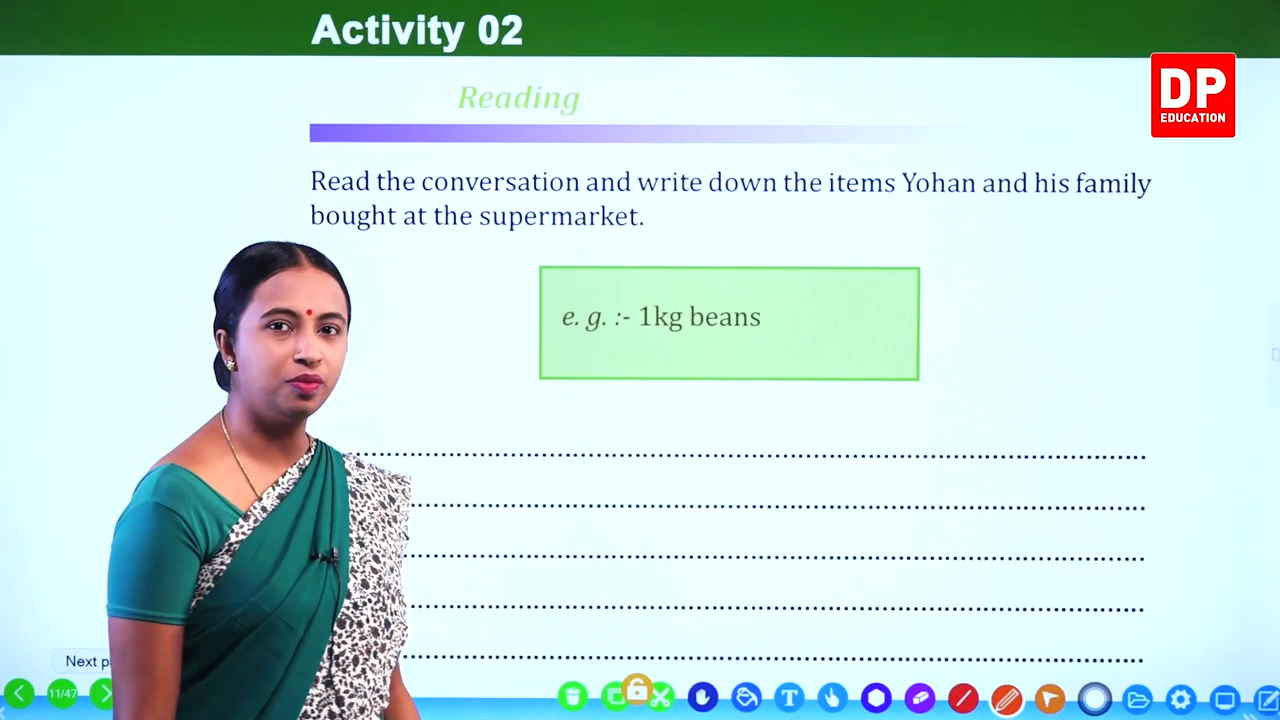 Activity 02
DP
EDUCATION
Reading
Read the conversation and write down the items Yohan and his family
bought at the supermarket.
e. g. :- 1kg beans
Next
11/47